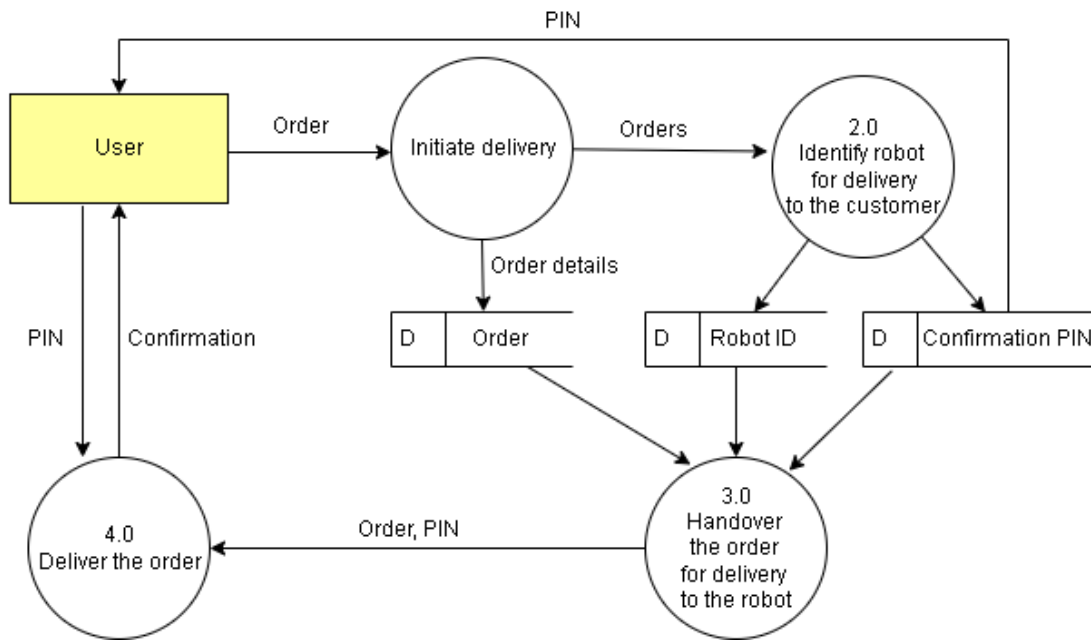 PIN
User
Order
Initiate delivery
Orders
2.0
Identify robot
for delivery
to the customer
Order details
D
Order
D
Robot ID
D
Confirmation PIN
PIN
Confirmation
4.0
Deliver the order
Order, PIN
3.0
Handover
the order
for delivery
to the robot